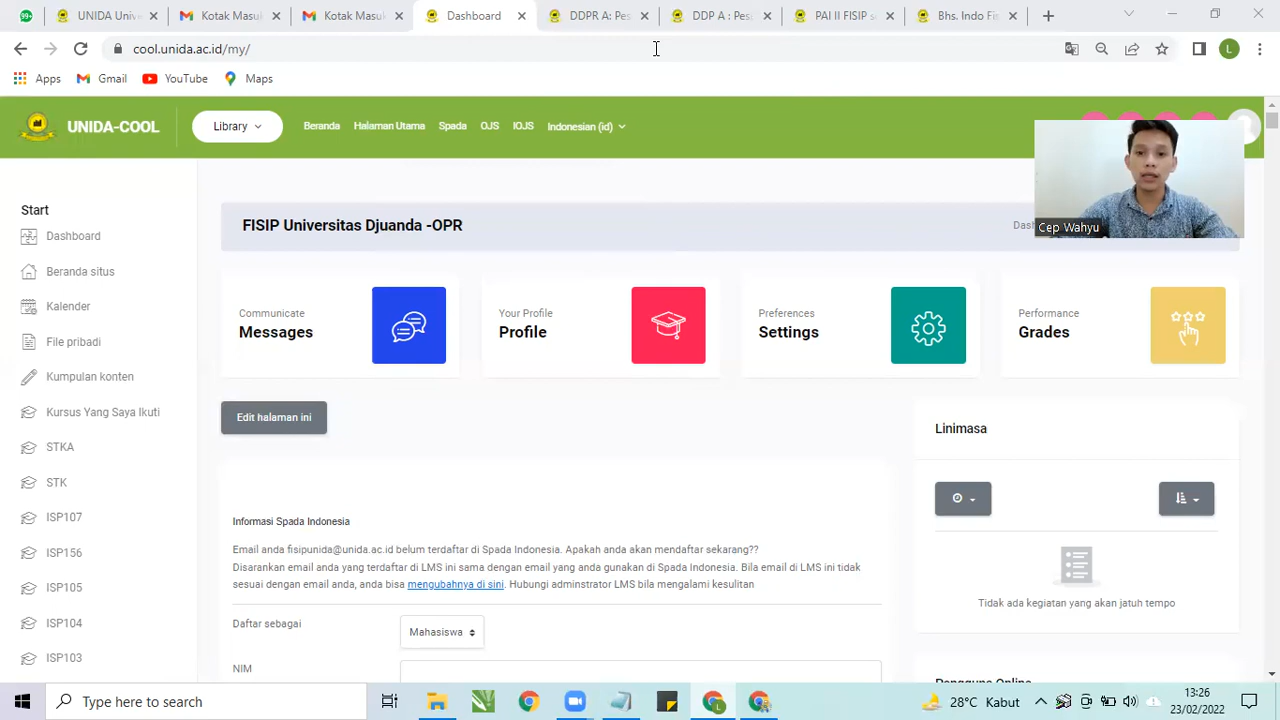 99+
UNIDA Unive
Kotak Masuk
Kotak Masuk
Dashboard
DDPR A: Pes
DDP A : Pesu
PAI II FISIP s
Bhs. Indo Fis
cool.unida.ac.id/my/
L
Apps
Gmail
YouTube
Maps
UNIDA-COOL
Library
Beranda
Halaman Utama
Spada
OJS
IOJS
Indonesian (id)
Cep Wahyu
Start
Dashboard
Beranda situs
Kalender
File pribadi
Kumpulan konten
Kursus Yang Saya Ikuti
STKA
STK
ISP107
ISP156
ISP105
ISP104
ISP103
FISIP Universitas Djuanda -OPR
Communicate
Messages
Your Profile
Profile
Preferences
Settings
Performance
Grades
Edit halaman ini
Informasi Spada Indonesia
Email anda fisipunida@unida.ac.id belum terdaftar di Spada Indonesia. Apakah anda akan mendaftar sekarang??
Disarankan email anda yang terdaftar di LMS ini sama dengan email yang anda gunakan di Spada Indonesia. Bila email di LMS ini tidak
sesuai dengan email anda, anda bisa mengubahnya di sini. Hubungi adminstrator LMS bila mengalami kesulitan
Daftar sebagai
Mahasiswa
NIM
Linimasa
Tidak ada kegiatan yang akan jatuh tempo
Pengguna Online
Type here to search
L
28°C Kabut
13:26
23/02/2022